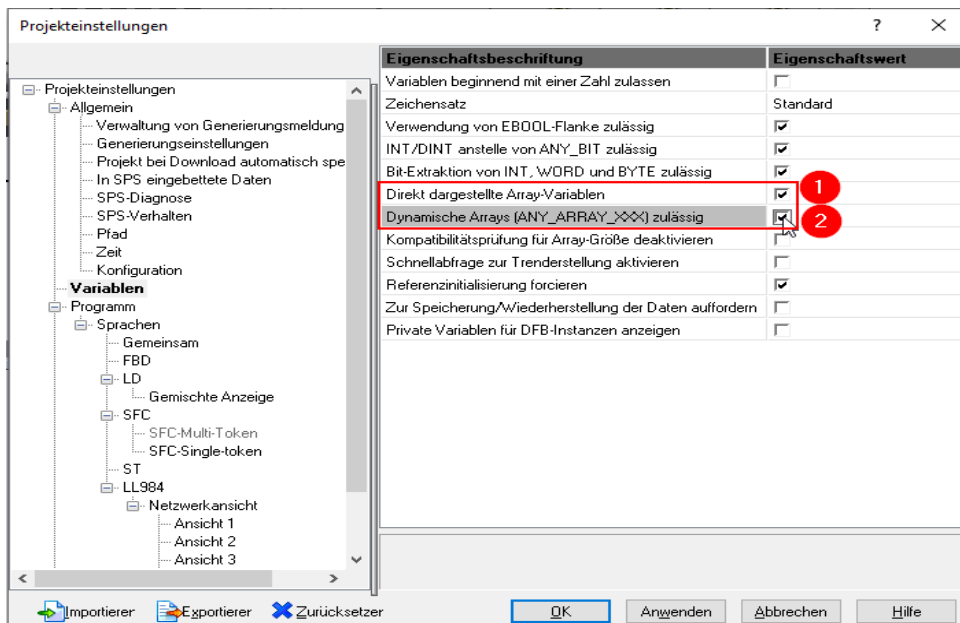 Projekteinstellungen
?
Projekteinstellungen
Allgemein
Verwaltung von Generierungsmeldung
Generierungseinstellungen
Projekt bei Download automatisch spe
In SPS eingebettete Daten
SPS-Diagnose
SPS-Verhalten
Pfad
Zeit
Konfiguration
Variablen
Programm
Sprachen
Gemeinsam
FBD
LD
Gemischte Anzeige
SFC
SFC-Multi-Token
SFC-Single-token
ST
LL984
Netzwerkansicht
Ansicht 1
Ansicht 2
Ansicht 3
Eigenschaftsbeschriftung Eigenschaftswert
Variablen beginnend mit einer Zahl zulassen
Zeichensatz Standard
Verwendung von EBOOL-Flanke zulässig
INT/DINT anstelle von ANY_BIT zulässig
Bit-Extraktion von INT, WORD und BYTE zulässig
Direkt dargestellte Array-Variablen 1
Dynamische Arrays (ANY_ARRAY_XXX) zulässig 2
Kompatibilitätsprüfung für Array-Größe deaktivieren
Schnellabfrage zur Trenderstellung aktivieren
Referenzinitialisierung forcieren
Zur Speicherung/Wiederherstellung der Daten auffordern
Private Variablen für DFB-Instanzen anzeigen
Importierer Exportierer Zurücksetzer OK Anwenden Abbrechen Hilfe